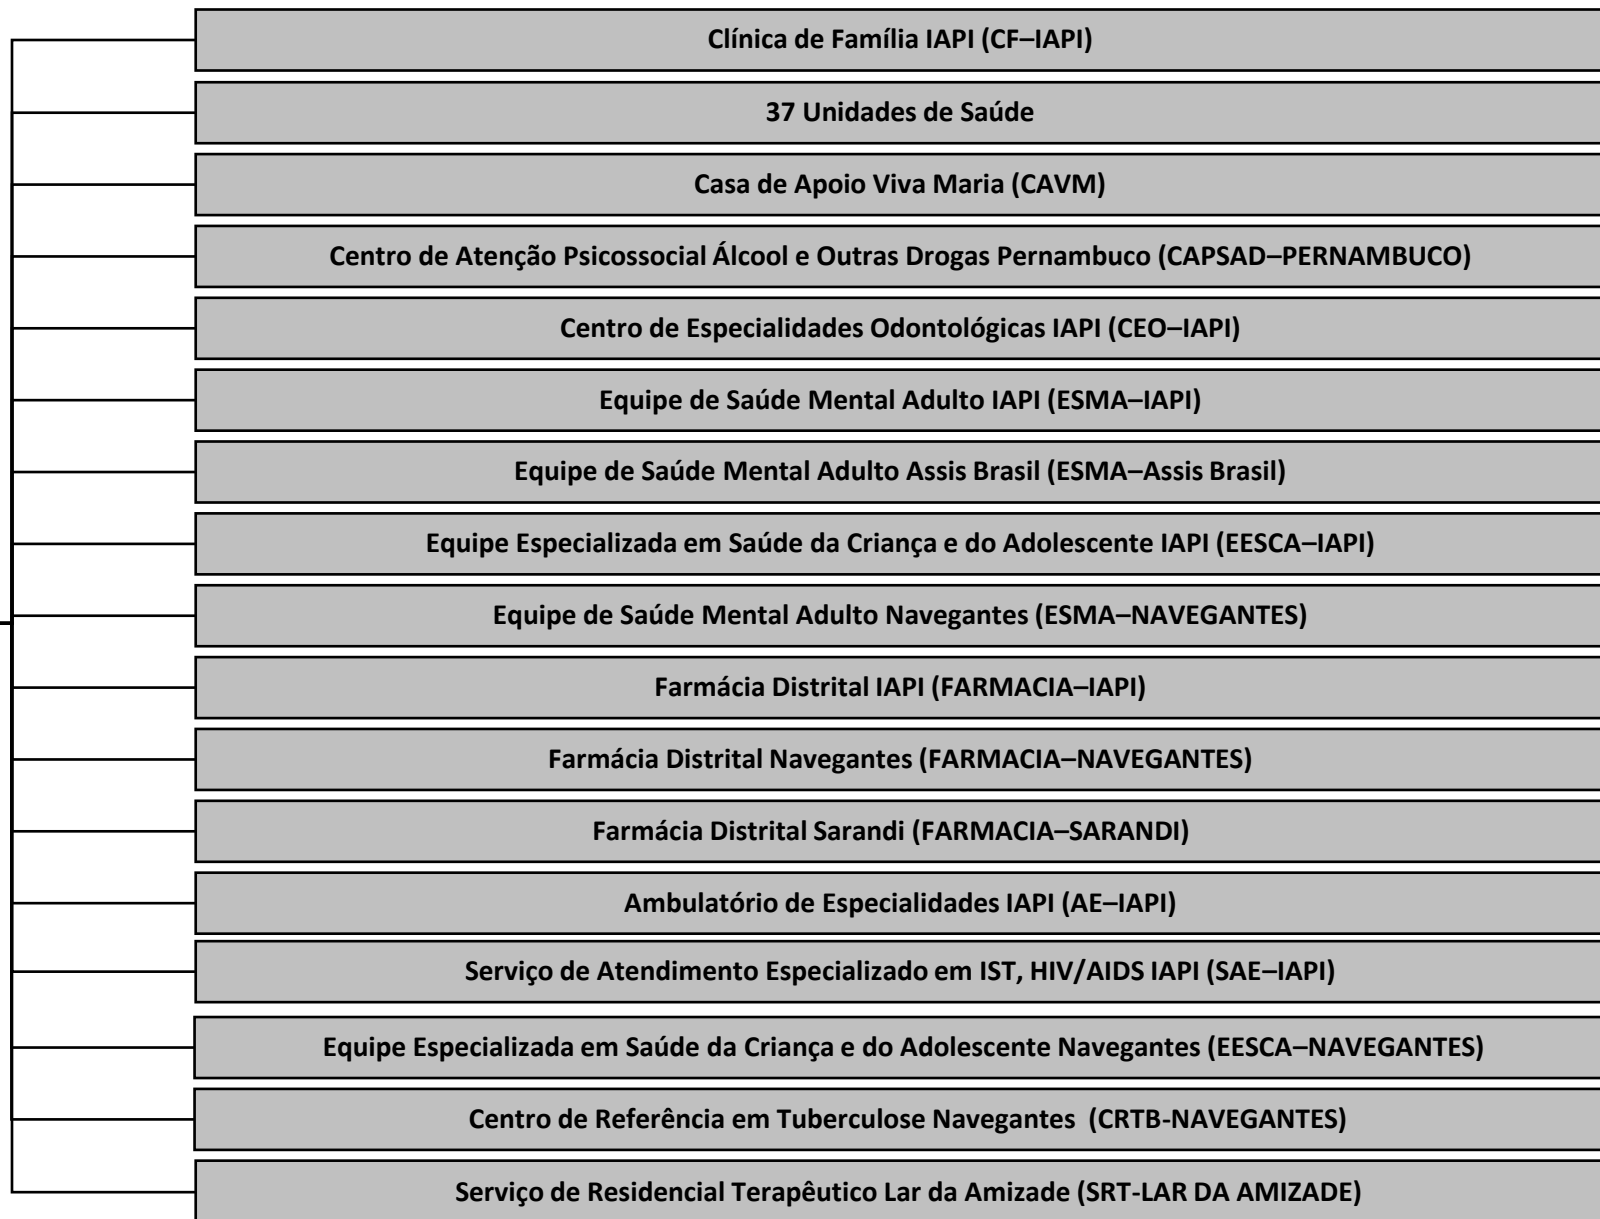 Clínica de Família IAPI (CF–IAPI)
37 Unidades de Saúde
Casa de Apoio Viva Maria (CAVM)
Centro de Atenção Psicossocial Álcool e Outras Drogas Pernambuco (CAPSAD–PERNAMBUCO)
Centro de Especialidades Odontológicas IAPI (CEO–IAPI)
Equipe de Saúde Mental Adulto IAPI (ESMA–IAPI)
Equipe de Saúde Mental Adulto Assis Brasil (ESMA–Assis Brasil)
Equipe Especializada em Saúde da Criança e do Adolescente IAPI (EESCA–IAPI)
Equipe de Saúde Mental Adulto Navegantes (ESMA–NAVEGANTES)
Farmácia Distrital IAPI (FARMACIA–IAPI)
Farmácia Distrital Navegantes (FARMACIA–NAVEGANTES)
Farmácia Distrital Sarandi (FARMACIA–SARANDI)
Ambulatório de Especialidades IAPI (AE–IAPI)
Serviço de Atendimento Especializado em IST, HIV/AIDS IAPI (SAE–IAPI)
Equipe Especializada em Saúde da Criança e do Adolescente Navegantes (EESCA–NAVEGANTES)
Centro de Referência em Tuberculose Navegantes (CRTB-NAVEGANTES)
Serviço de Residencial Terapêutico Lar da Amizade (SRT-LAR DA AMIZADE)